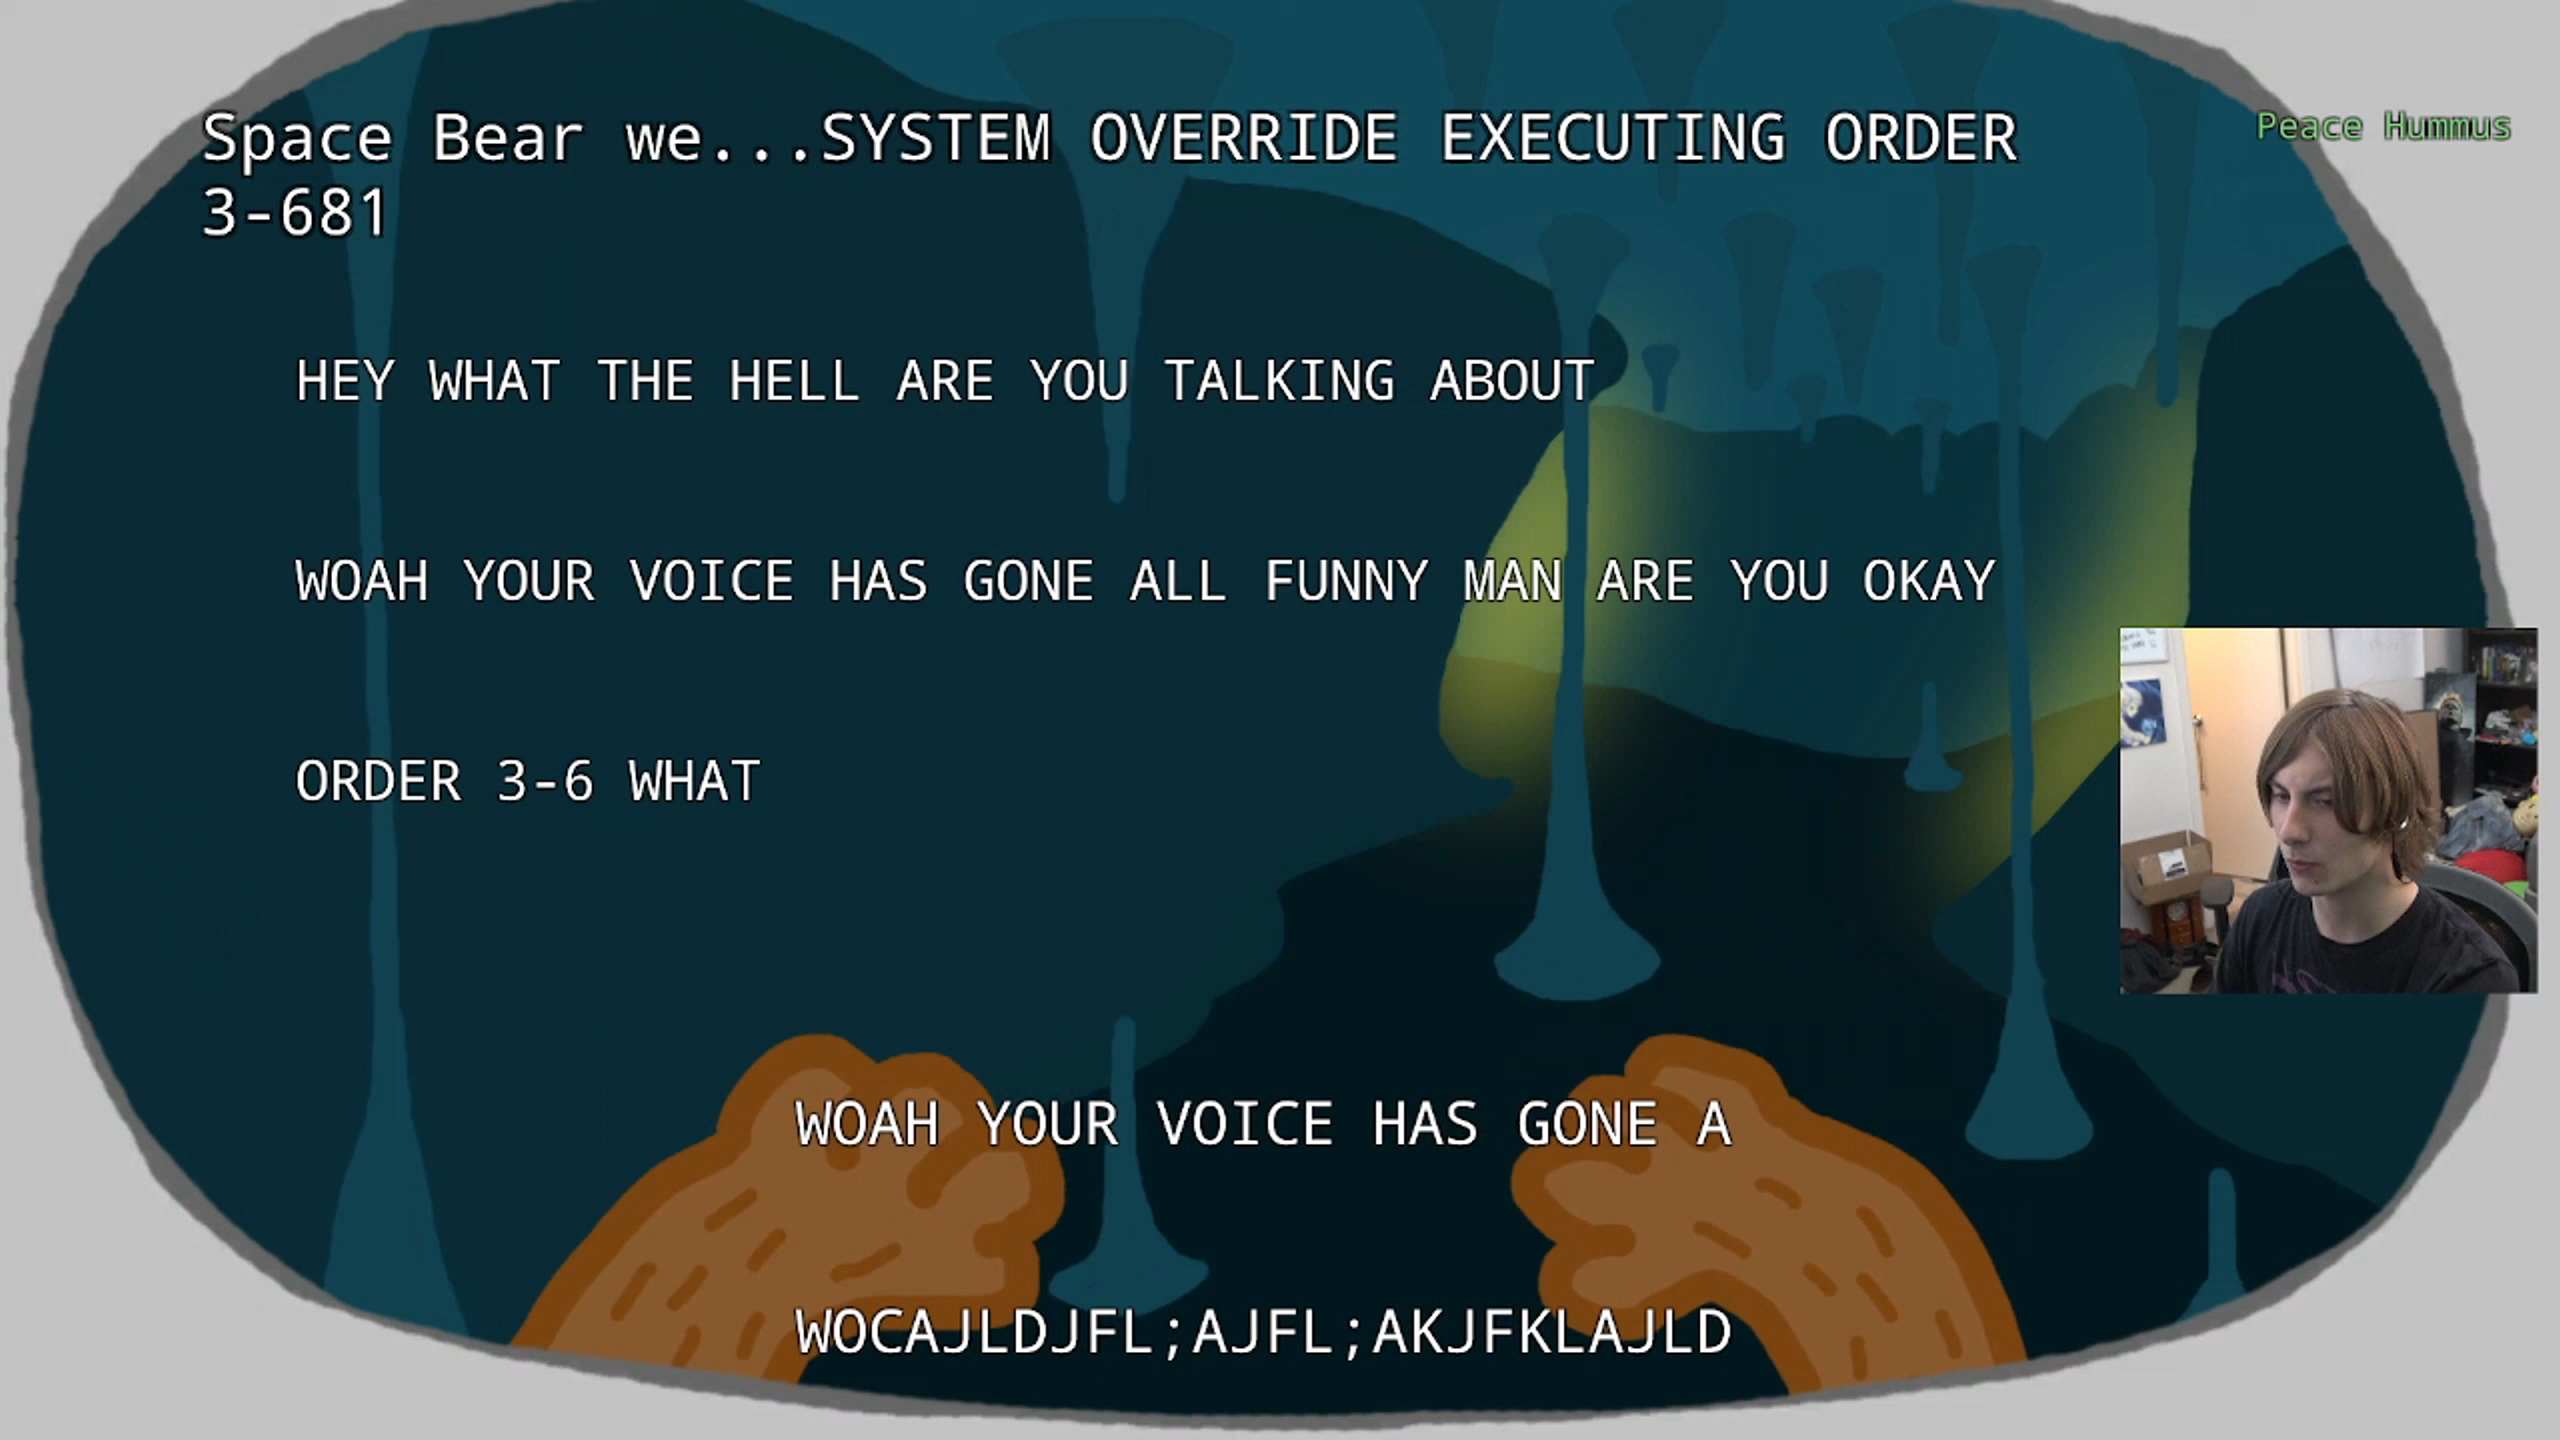 Space Bear we...SYSTEM OVERRIDE EXECUTING ORDER
3-681
Peace Hummus
HEY WHAT THE HELL ARE YOU TALKING ABOUT
WOAH YOUR VOICE HAS GONE ALL FUNNY MAN ARE YOU OKAY
ORDER 3-6 WHAT
WOAH YOUR VOICE HAS GONE A
WOCAJLDJFL;AJFL;AKJFKLAJLD